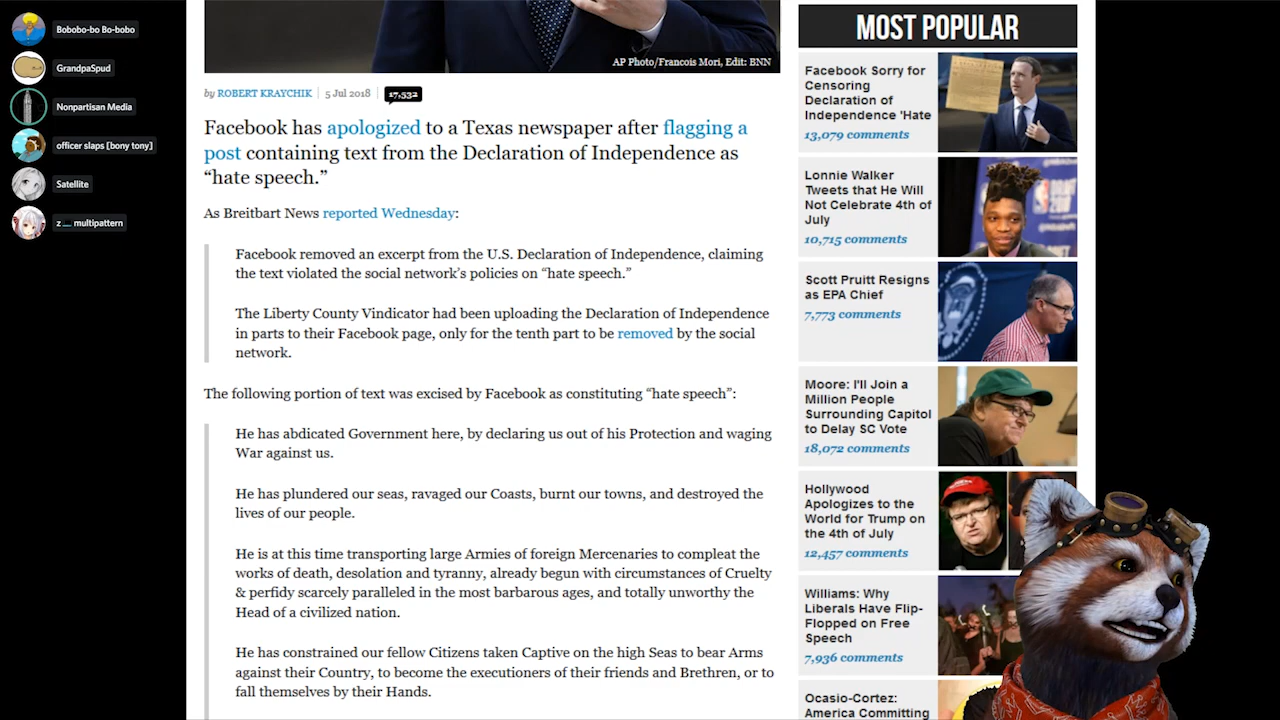 Bobobo-bo Bo-bobo
GrandpaSpud
Nonpartisan Media
officer slaps [bony tony]
Satellite
z __ multipattern
AP Photo/Francois Mori, Edit: BNN
by ROBERT KRAYCHIK 5 Jul 2018 17,532
Facebook has apologized to a Texas newspaper after flagging a
post containing text from the Declaration of Independence as
“hate speech.”
As Breitbart News reported Wednesday:
Facebook removed an excerpt from the U.S. Declaration of Independence, claiming
the text violated the social network’s policies on “hate speech.”
The Liberty County Vindicator had been uploading the Declaration of Independence
in parts to their Facebook page, only for the tenth part to be removed by the social
network.
The following portion of text was excised by Facebook as constituting “hate speech”:
He has abdicated Government here, by declaring us out of his Protection and waging
War against us.
He has plundered our seas, ravaged our Coasts, burnt our towns, and destroyed the
lives of our people.
He is at this time transporting large Armies of foreign Mercenaries to compleat the
works of death, desolation and tyranny, already begun with circumstances of Cruelty
& perfidy scarcely paralleled in the most barbarous ages, and totally unworthy the
Head of a civilized nation.
He has constrained our fellow Citizens taken Captive on the high Seas to bear Arms
against their Country, to become the executioners of their friends and Brethren, or to
fall themselves by their Hands.
MOST POPULAR
Facebook Sorry for
Censoring
Declaration of
Independence 'Hate
13,079 comments
Lonnie Walker
Tweets that He Will
Not Celebrate 4th of
July
10,715 comments
Scott Pruitt Resigns
as EPA Chief
7,773 comments
Moore: I'll Join a
Million People
Surrounding Capitol
to Delay SC Vote
18,072 comments
Hollywood
Apologizes to the
World for Trump on
the 4th of July
12,457 comments
Williams: Why
Liberals Have Flip-
Flopped on Free
Speech
7,936 comments
Ocasio-Cortez:
America Committing